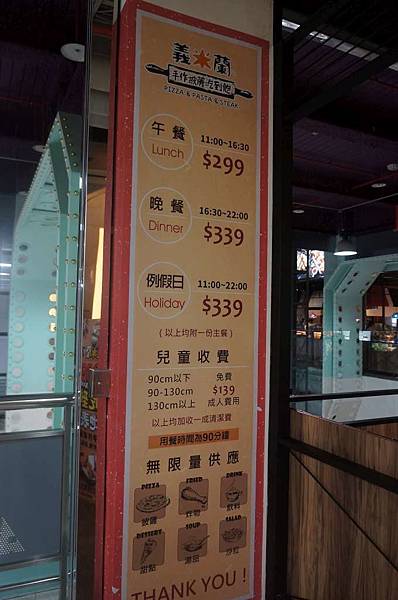 義 蘭
手作披薩吃到飽
PIZZA & PASTA & STEAK
午餐 11:00~16:30
Lunch $299
晚餐 16:30~22:00
Dinner $339
例假日 11:00~22:00
Holiday $339
(以上均附一份主餐)
兒童收費
90cm以下 免費
90-130cm $139
130cm以上 成人費用
以上均加收一成清潔費
用餐時間為90分鐘
無限量供應
PIZZA FRIED DRINK
披薩 炸物 飲料
DESSERT SOUP SALAD
甜點 湯品 沙拉
THANK YOU !